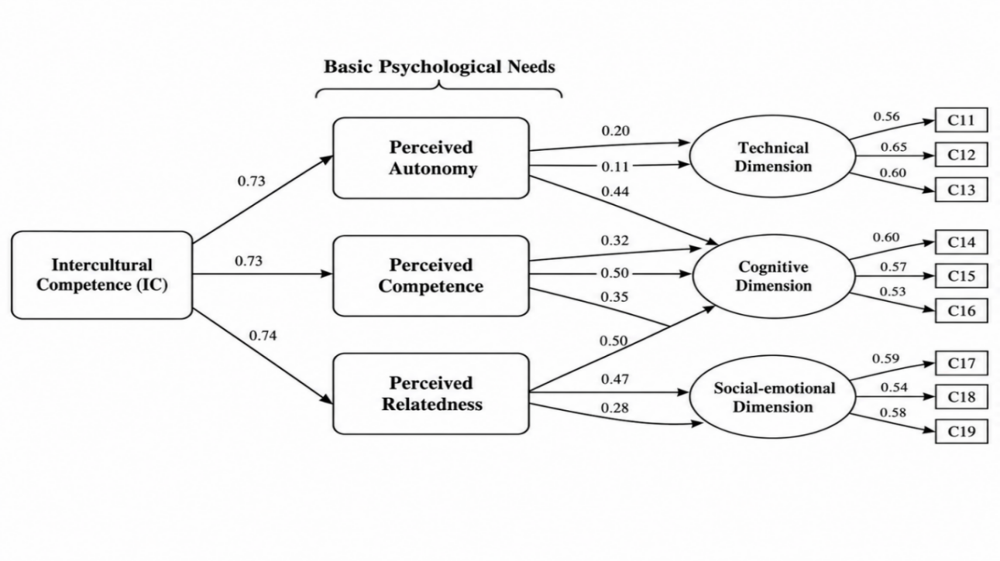 Basic Psychological Needs
Perceived
Autonomy
Perceived
Competence
Perceived
Relatedness
Intercultural
Competence (IC)
0.73
0.73
0.74
0.20
0.11
0.44
0.32
0.50
0.35
0.50
0.47
0.28
Technical
Dimension
Cognitive
Dimension
Social-emotional
Dimension
0.56
0.65
0.60
0.60
0.57
0.53
0.59
0.54
0.58
C11
C12
C13
C14
C15
C16
C17
C18
C19